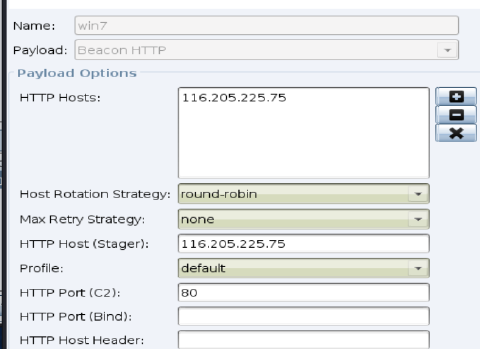 Name: win7
Payload: Beacon HTTP
Payload Options
HTTP Hosts: 116.205.225.75
Host Rotation Strategy: round-robin
Max Retry Strategy: none
HTTP Host (Stager): 116.205.225.75
Profile: default
HTTP Port (C2): 80
HTTP Port (Bind):
HTTP Host Header: